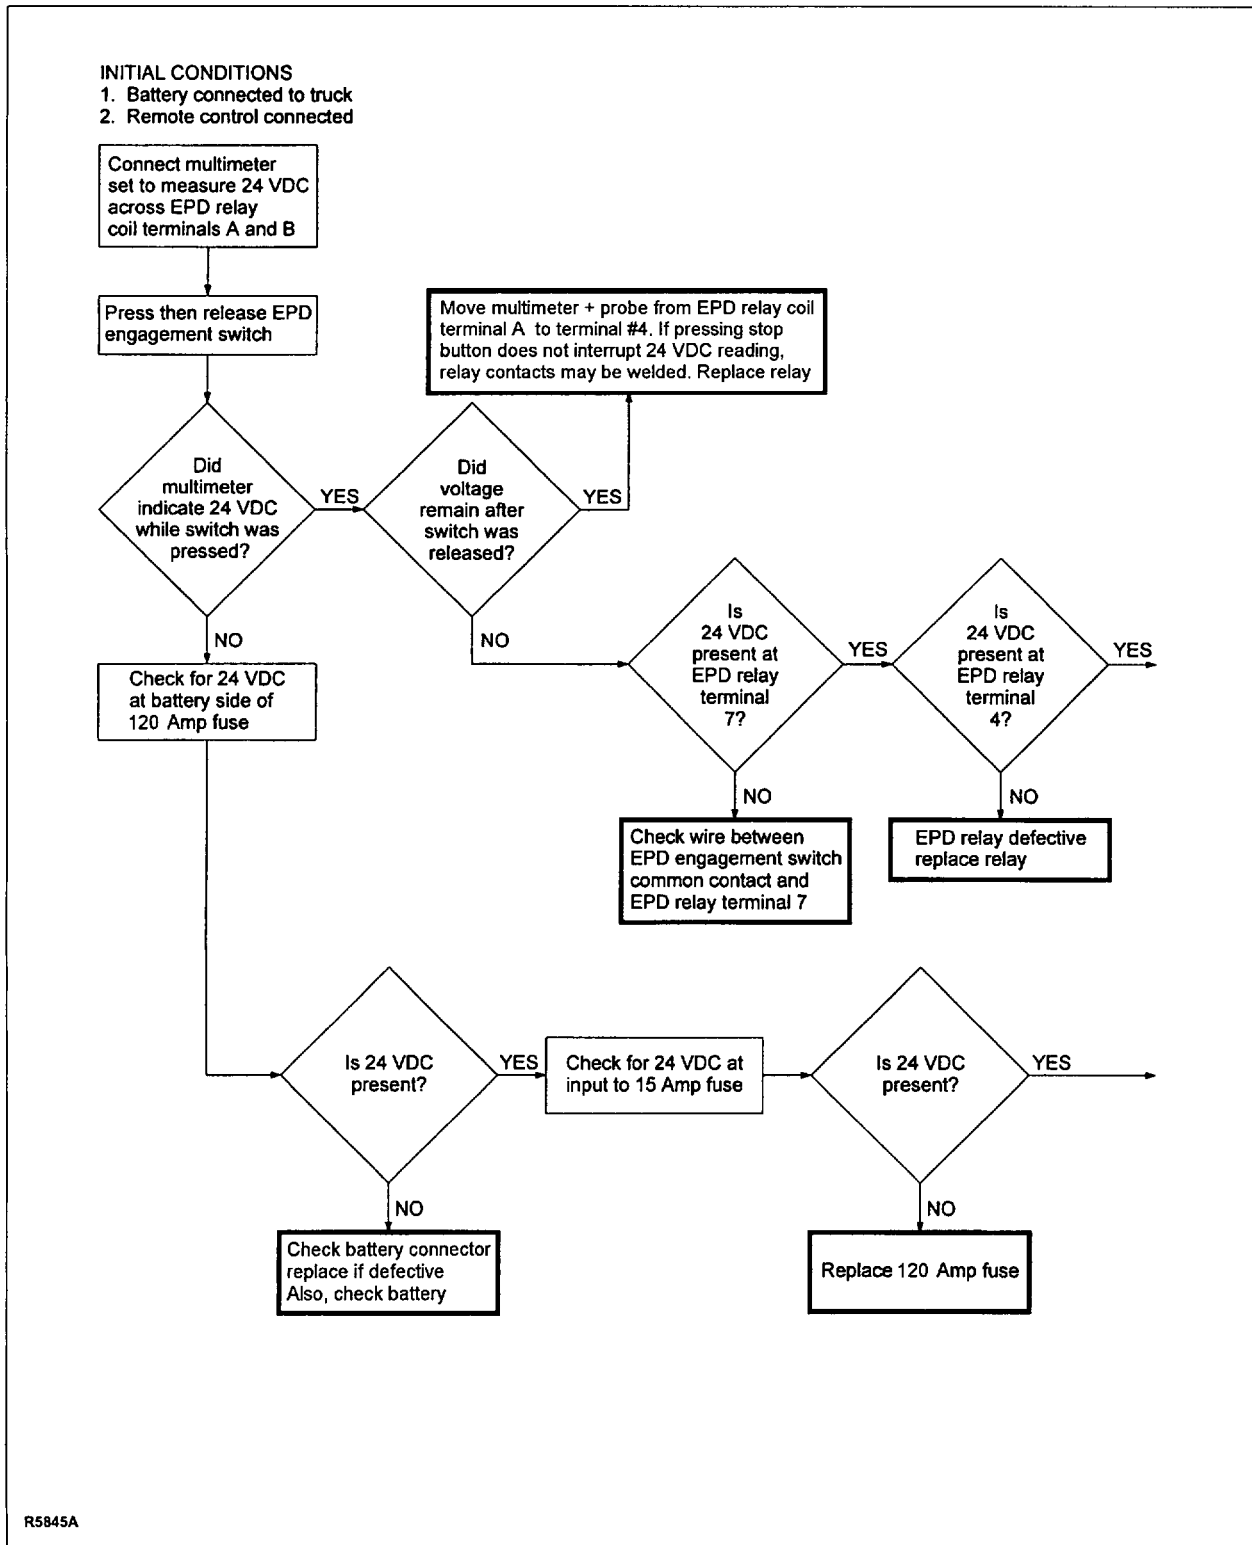 INITIAL CONDITIONS
1. Battery connected to truck
2. Remote control connected
Connect multimeter
set to measure 24 VDC
across EPD relay
coil terminals A and B
Press then release EPD
engagement switch
Move multimeter + probe from EPD relay coil
terminal A to terminal #4. If pressing stop
button does not interrupt 24 VDC reading,
relay contacts may be welded. Replace relay
Did
multimeter
indicate 24 VDC
while switch was
pressed?
YES
Did
voltage
remain after
switch was
released?
YES
NO
NO
Is
24 VDC
present at
EPD relay
terminal
7?
YES
Is
24 VDC
present at
EPD relay
terminal
4?
YES
Check for 24 VDC
at battery side of
120 Amp fuse
NO
NO
Check wire between
EPD engagement switch
common contact and
EPD relay terminal 7
EPD relay defective
replace relay
Is 24 VDC
present?
YES
Check for 24 VDC at
input to 15 Amp fuse
Is 24 VDC
present?
YES
NO
NO
Check battery connector
replace if defective
Also, check battery
Replace 120 Amp fuse
R5845A